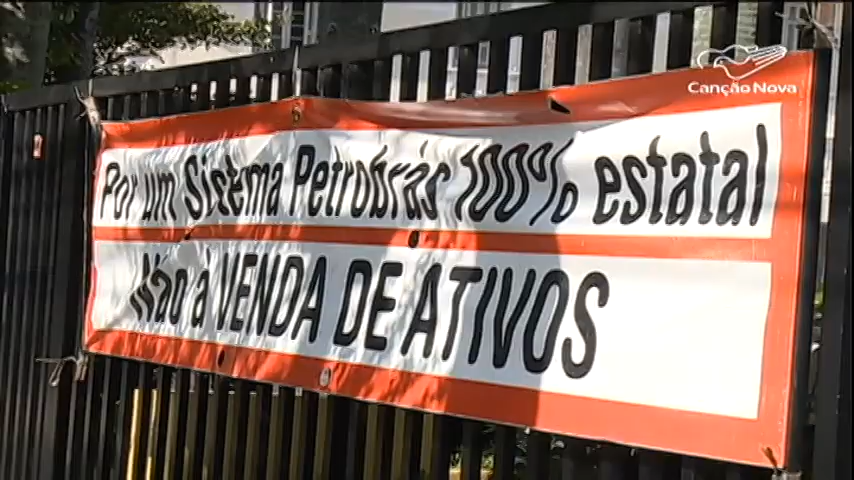 Canção Nova
Por um Sistema Petrobrás 100% estatal
Não à VENDA DE ATIVOS